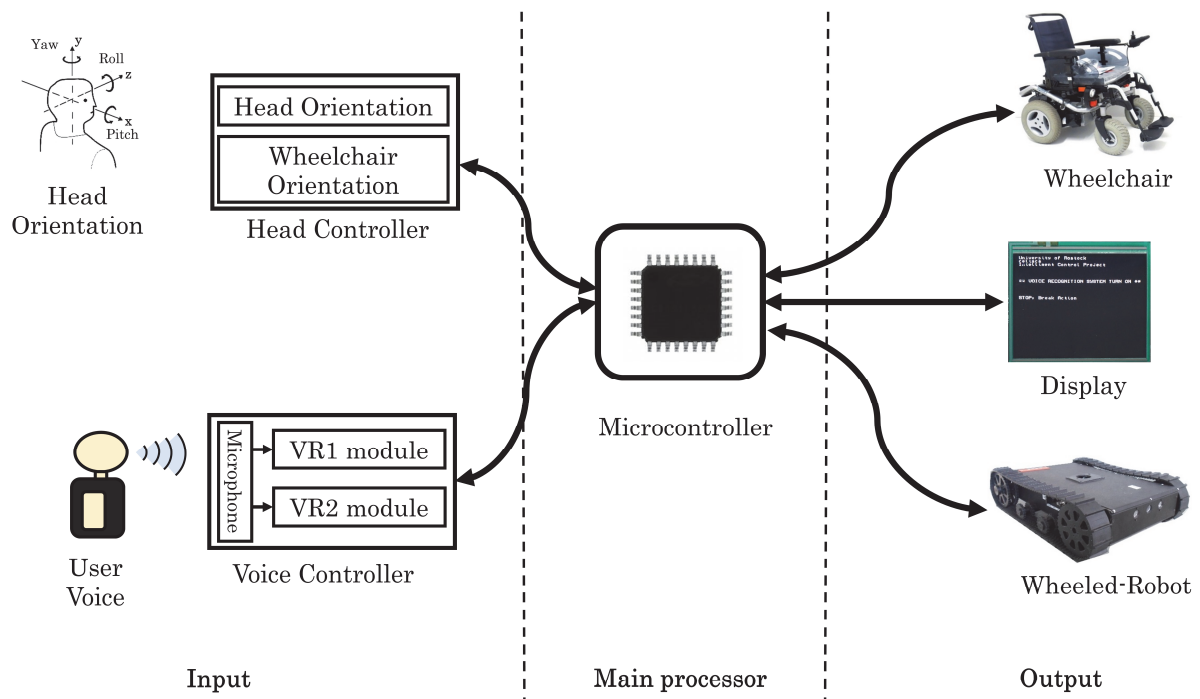 Yaw
y
Roll
z
x
Pitch
Head
Orientation
Head Orientation
Wheelchair
Orientation
Head Controller
Microphone
VR1 module
VR2 module
Voice Controller
User
Voice
Input
Microcontroller
Main processor
Wheelchair
University of Rostock
Intelligent Control Project
** VOICE RECOGNITION SYSTEM TURN ON **
STOP: Break Action
Display
Wheeled-Robot
Output